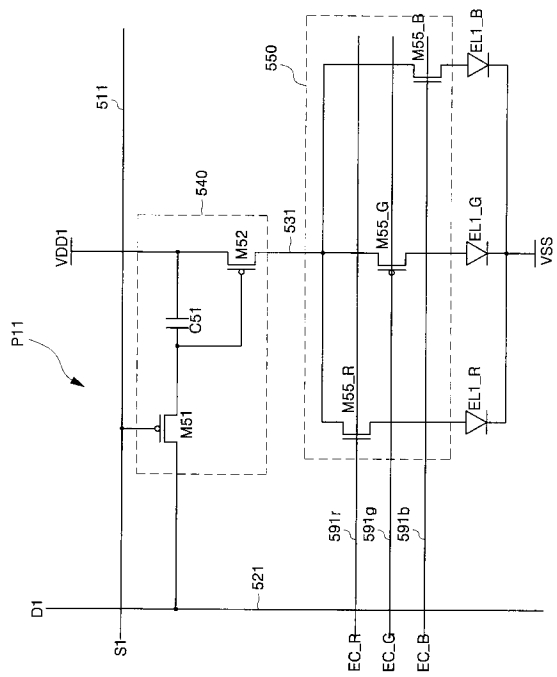 P11
VDD1
511
540
D1
S1
M51
C51
M52
531
550
521
M55_R
M55_G
M55_B
591r
591g
591b
EC_R
EC_G
EC_B
EL1_R
EL1_G
EL1_B
VSS